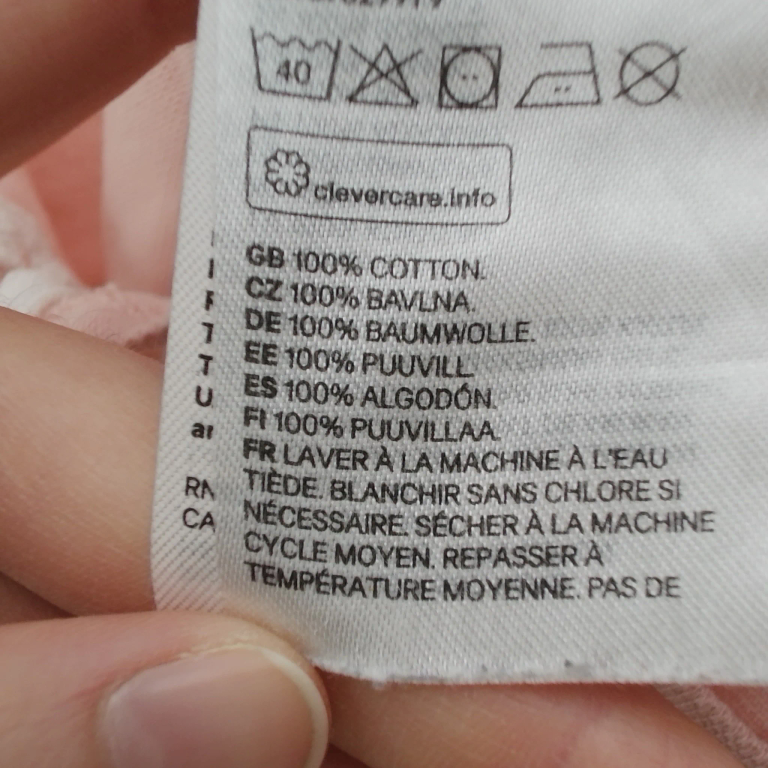 40
clevercare.info
GB 100% COTTON.
CZ 100% BAVLNA.
DE 100% BAUMWOLLE.
EE 100% PUUVILL.
ES 100% ALGODÓN.
FI 100% PUUVILLAA.
FR LAVER À LA MACHINE À L'EAU
TIÈDE. BLANCHIR SANS CHLORE SI
NÉCESSAIRE. SÉCHER À LA MACHINE
CYCLE MOYEN. REPASSER À
TEMPÉRATURE MOYENNE. PAS DE
RN
CA